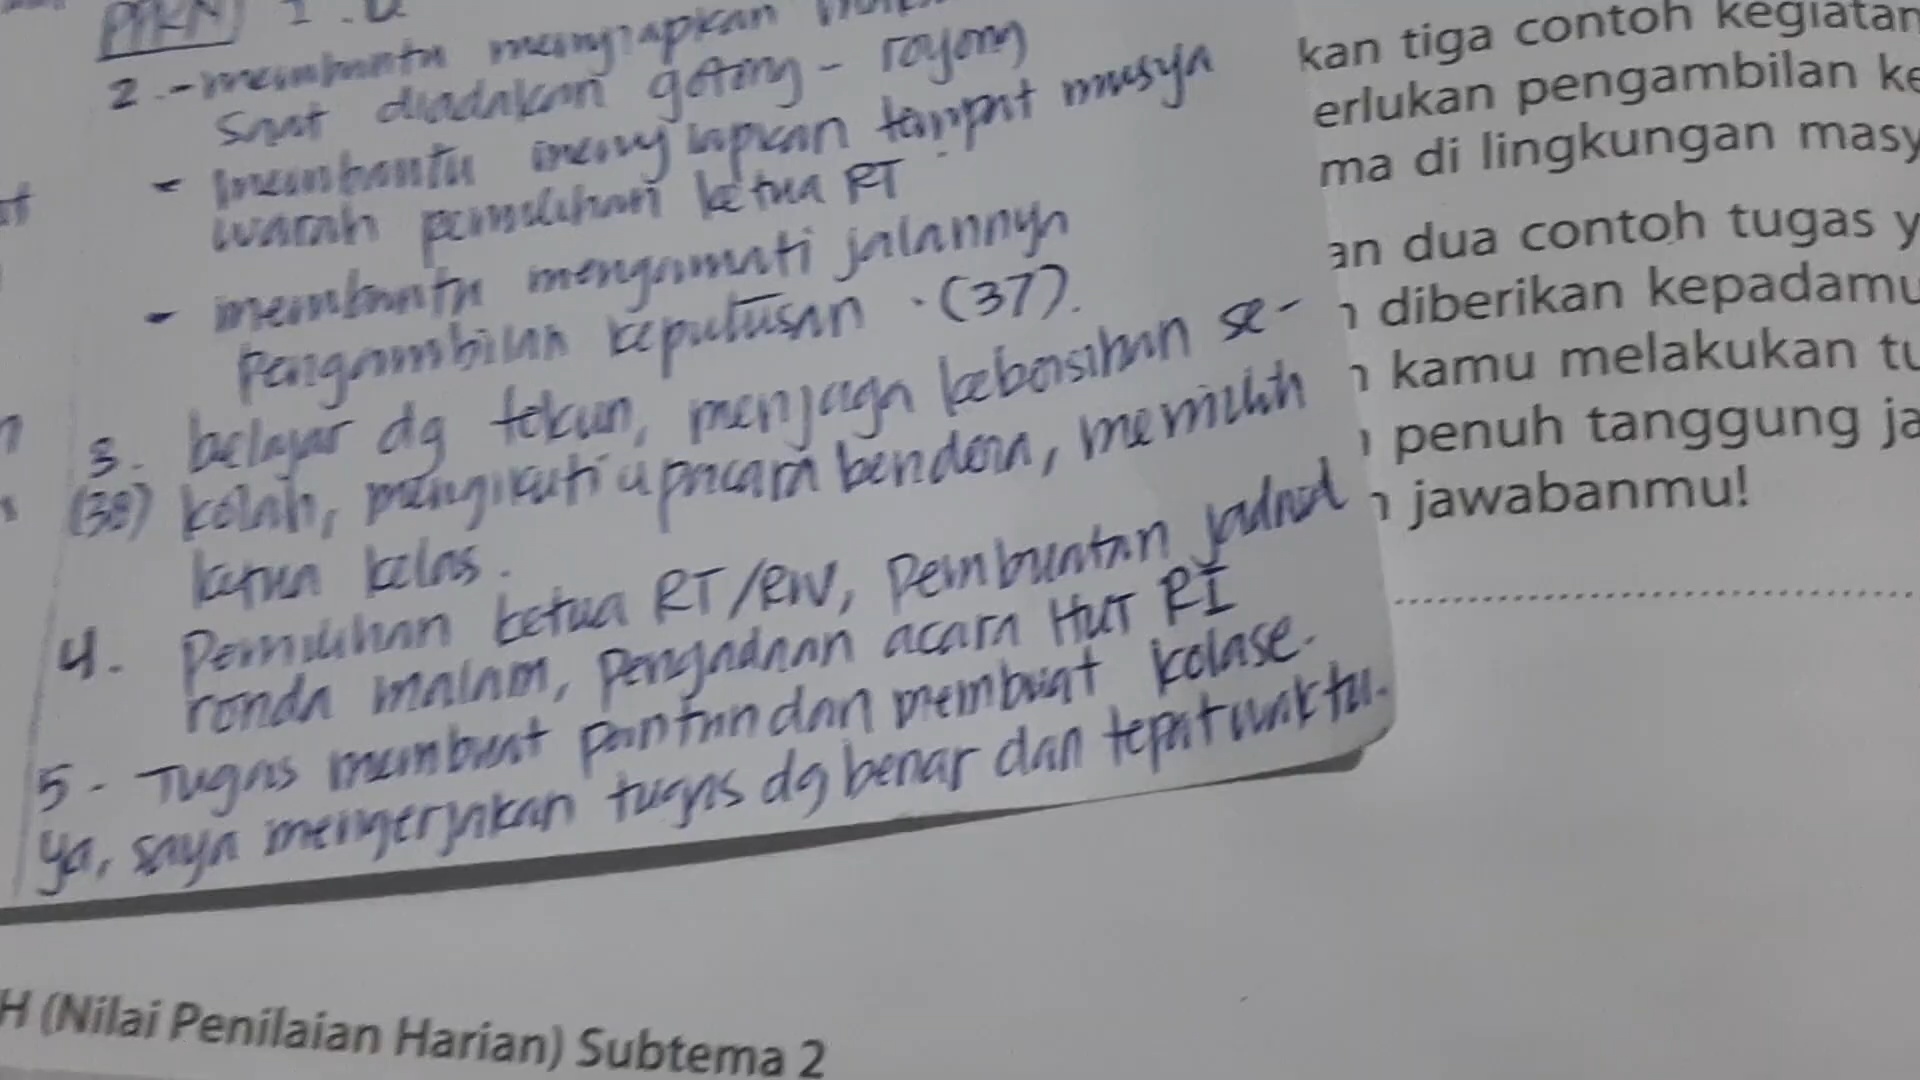 PPKN 1.D
2.-membantu menyiapkan
saat diadakan gotong - royong
- membantu menyiapkan tempat musya
warah pemilihan ketua RT
- membantu mengamati jalannya
Pengambilan keputusan . (37).
3. belajar dg tekun, menjaga kebersihan se-
(38) kolah, mengikuti upacara bendera, memilih
ketua kelas.
4. Pemilihan ketua RT/RW, Pembuatan jadwal
ronda malam, Pengadaan acara HUT RI
5. Tugas membuat pantun dan membuat kolase.
ya, saya mengerjakan tugas dg benar dan tepat waktu.
kan tiga contoh kegiatan
erlukan pengambilan ke
ma di lingkungan masy
an dua contoh tugas y
n diberikan kepadamu
n kamu melakukan tu
n penuh tanggung ja
n jawabanmu!
H (Nilai Penilaian Harian) Subtema 2